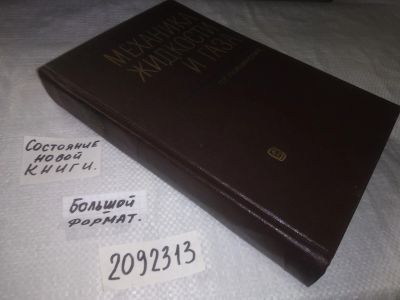 МЕХАНИКА
ЖИДКОСТИ
И ГАЗА
Состояние
новой
книги.
Большой
формат.
2092313